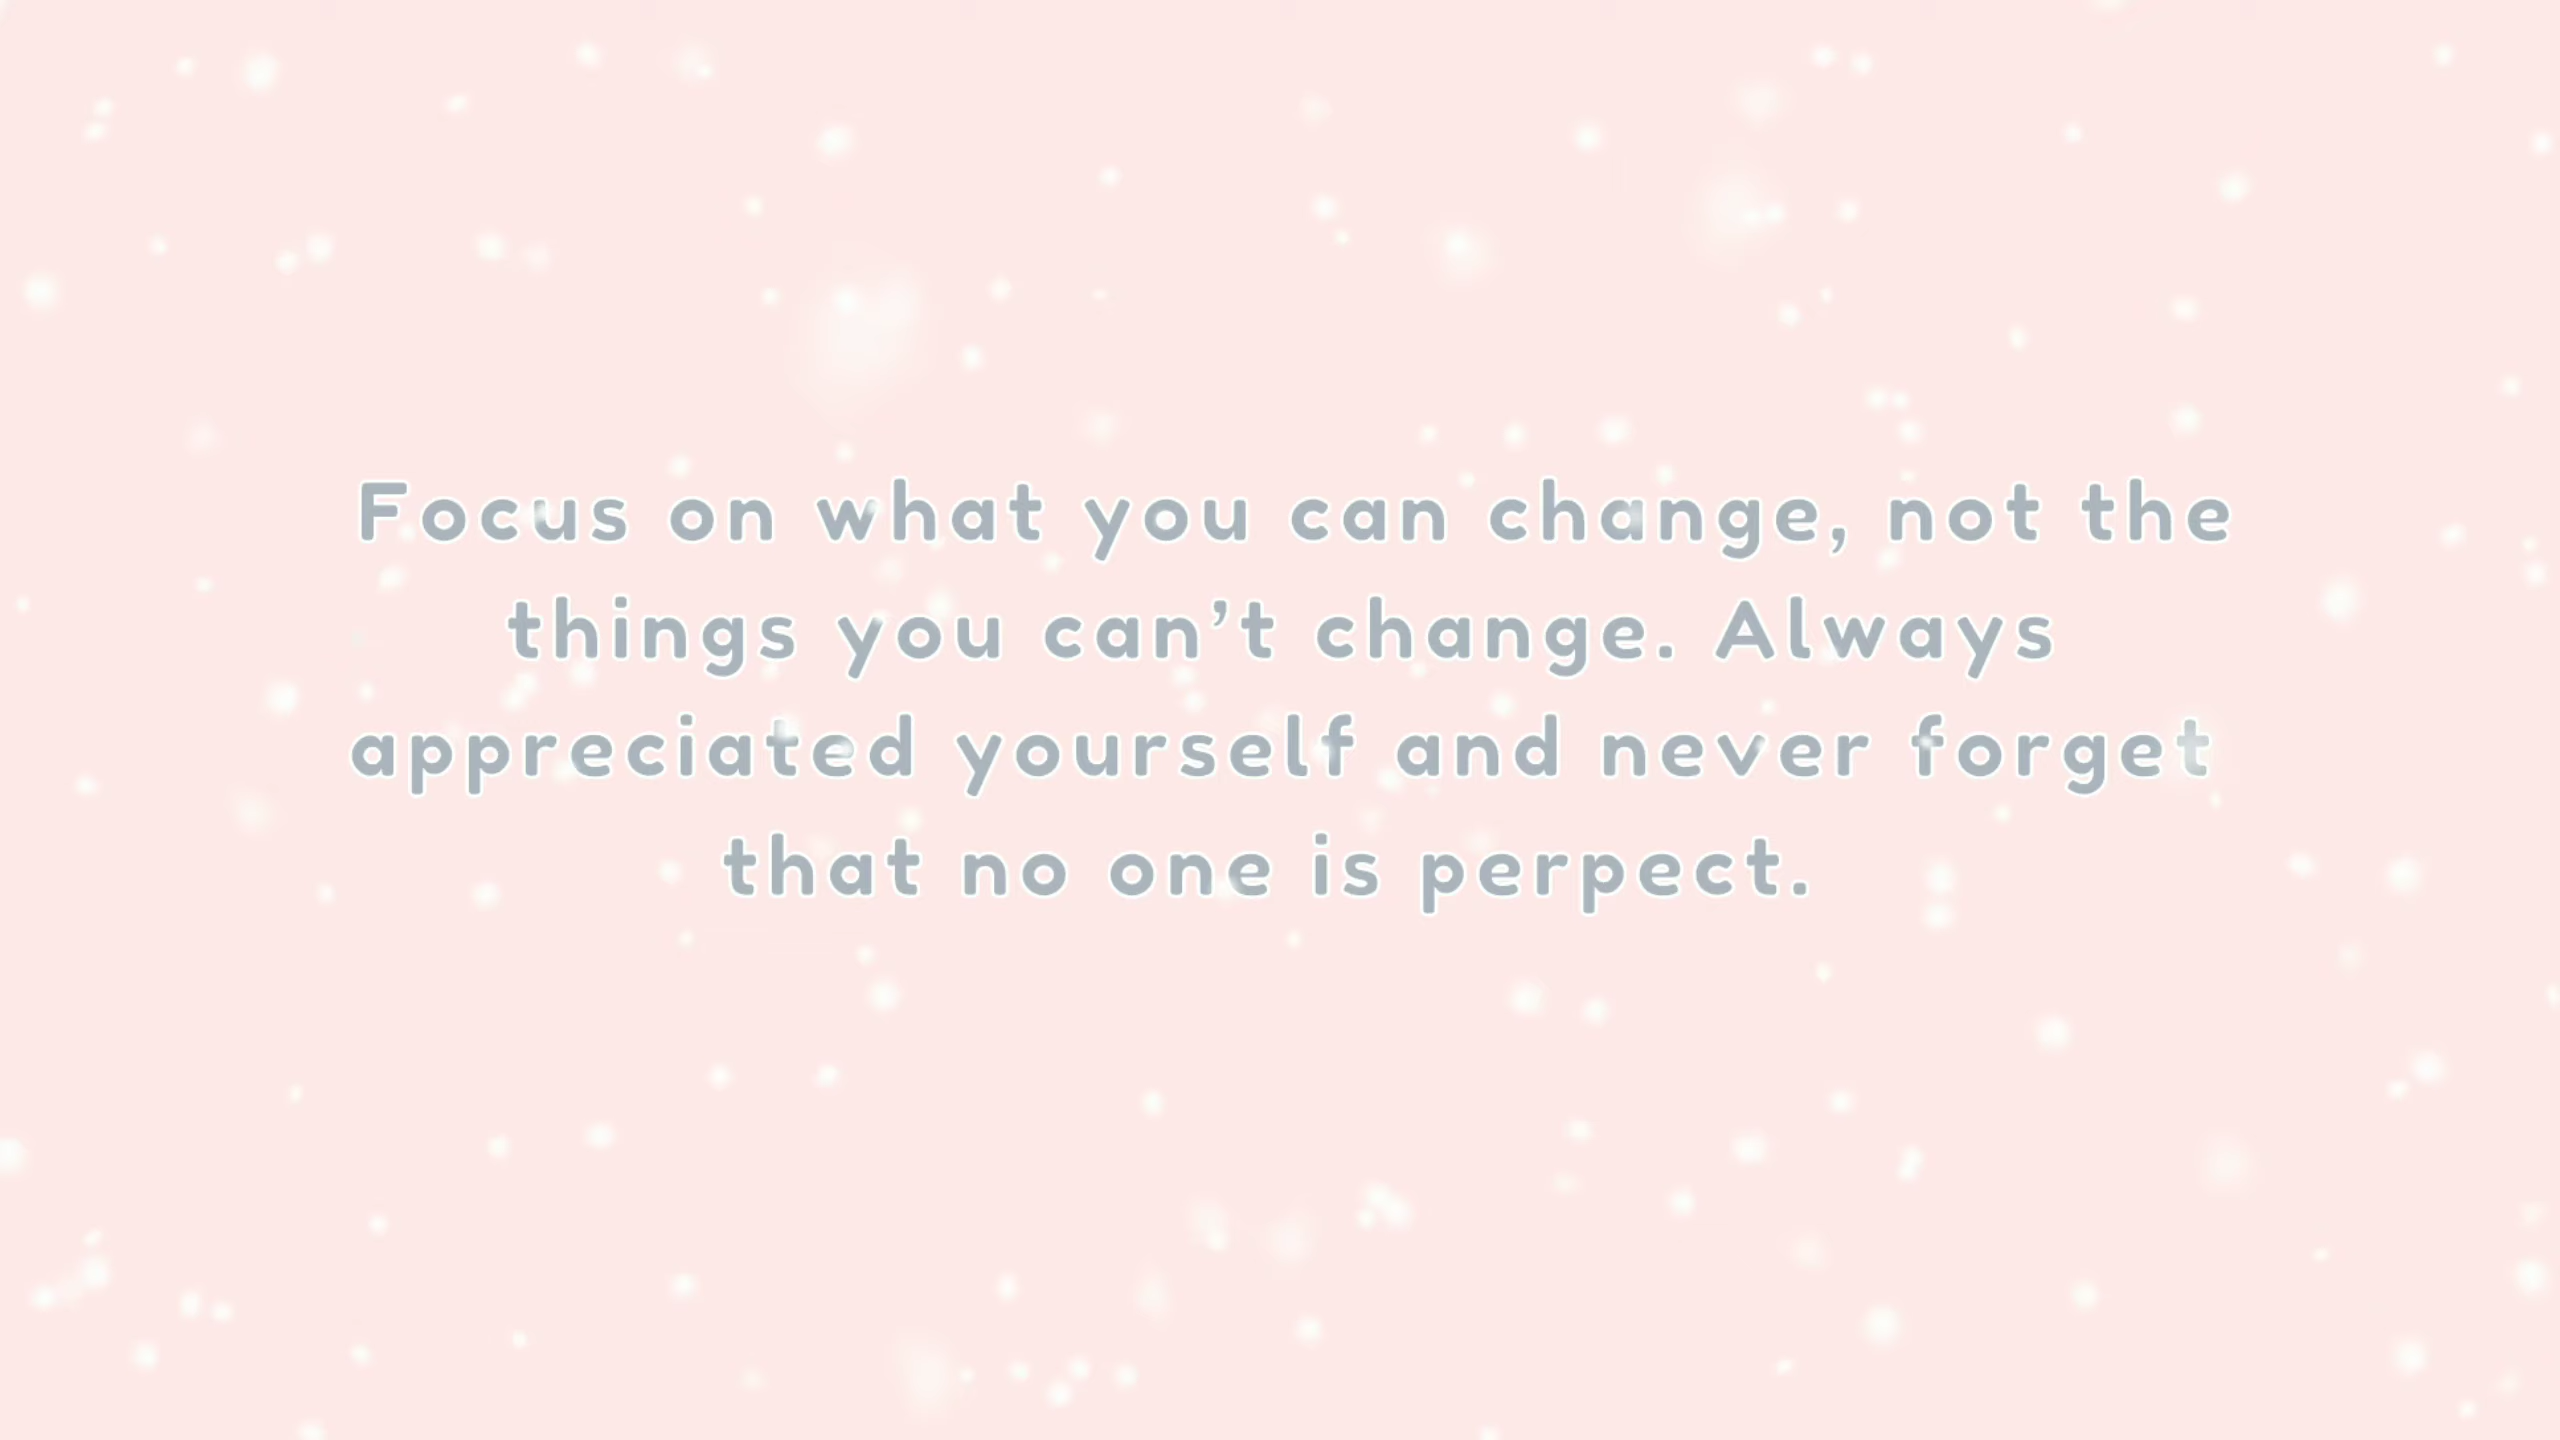 Focus on what you can change, not the
things you can’t change. Always
appreciated yourself and never forget
that no one is perpect.